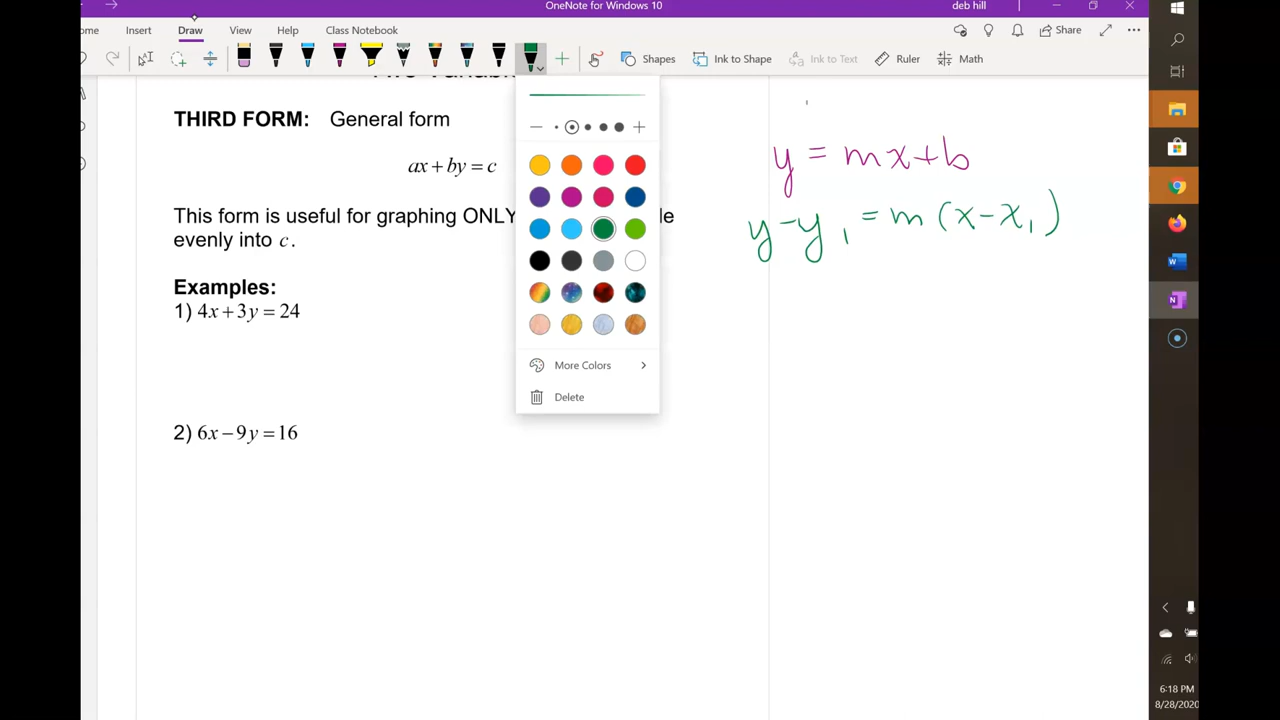 OneNote for Windows 10
deb hill
ome Insert Draw View Help Class Notebook
Share
Shapes Ink to Shape Ink to Text Ruler Math
THIRD FORM: General form
ax + by = c
This form is useful for graphing ONLY
evenly into c.
Examples:
1) 4x + 3y = 24
2) 6x − 9y = 16
More Colors
Delete
y = mx + b
y − y₁ = m (x − x₁)
6:18 PM
8/28/2020